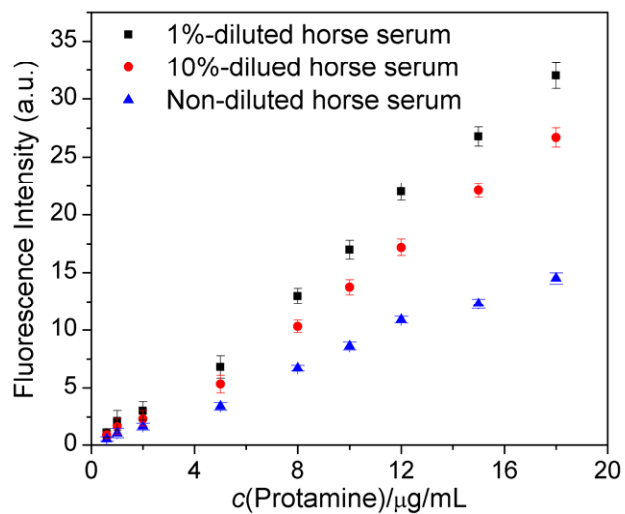 35
30
25
20
15
10
5
0
Fluorescence Intensity (a.u.)
1%-diluted horse serum
10%-dilued horse serum
Non-diluted horse serum
0 4 8 12 16 20
c(Protamine)/μg/mL